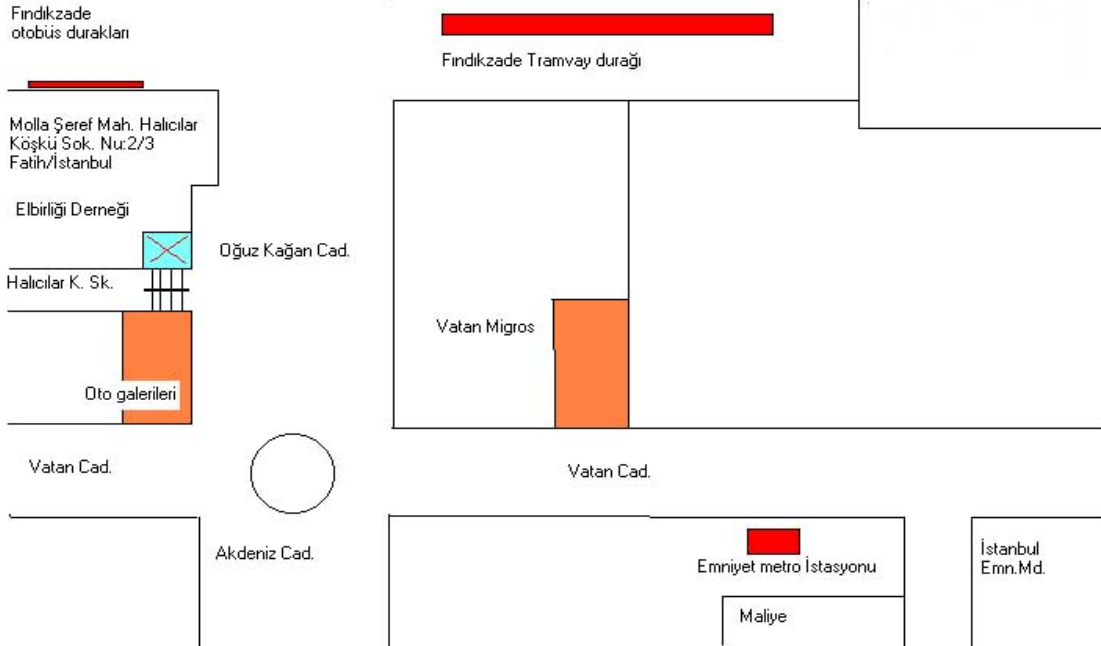 Fındıkzade
otobüs durakları
Fındıkzade Tramvay durağı
Molla Şeref Mah. Halıcılar
Köşkü Sok. Nu:2/3
Fatih/İstanbul
Elbirliği Derneği
Oğuz Kağan Cad.
Halıcılar K. Sk.
Vatan Migros
Oto galerileri
Vatan Cad.
Vatan Cad.
Akdeniz Cad.
Emniyet metro İstasyonu
İstanbul
Emn.Md.
Maliye